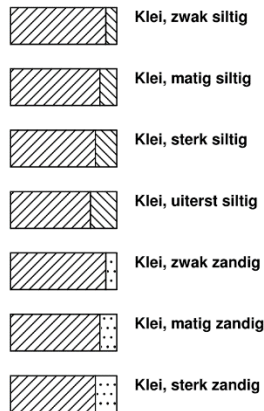 Klei, zwak siltig
Klei, matig siltig
Klei, sterk siltig
Klei, uiterst siltig
Klei, zwak zandig
Klei, matig zandig
Klei, sterk zandig